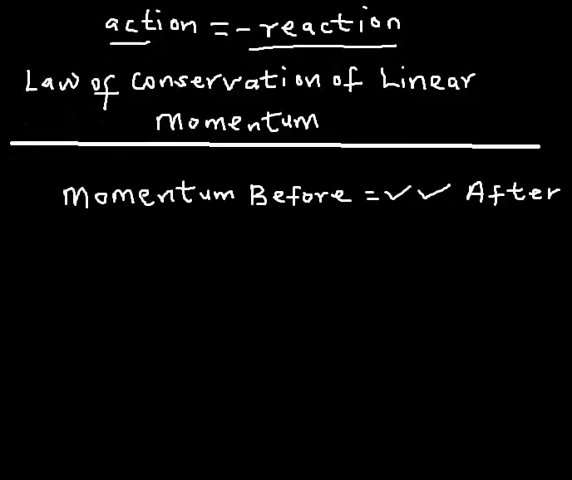 action = - reaction
Law of Conservation of Linear
Momentum
Momentum Before = ✓✓ After